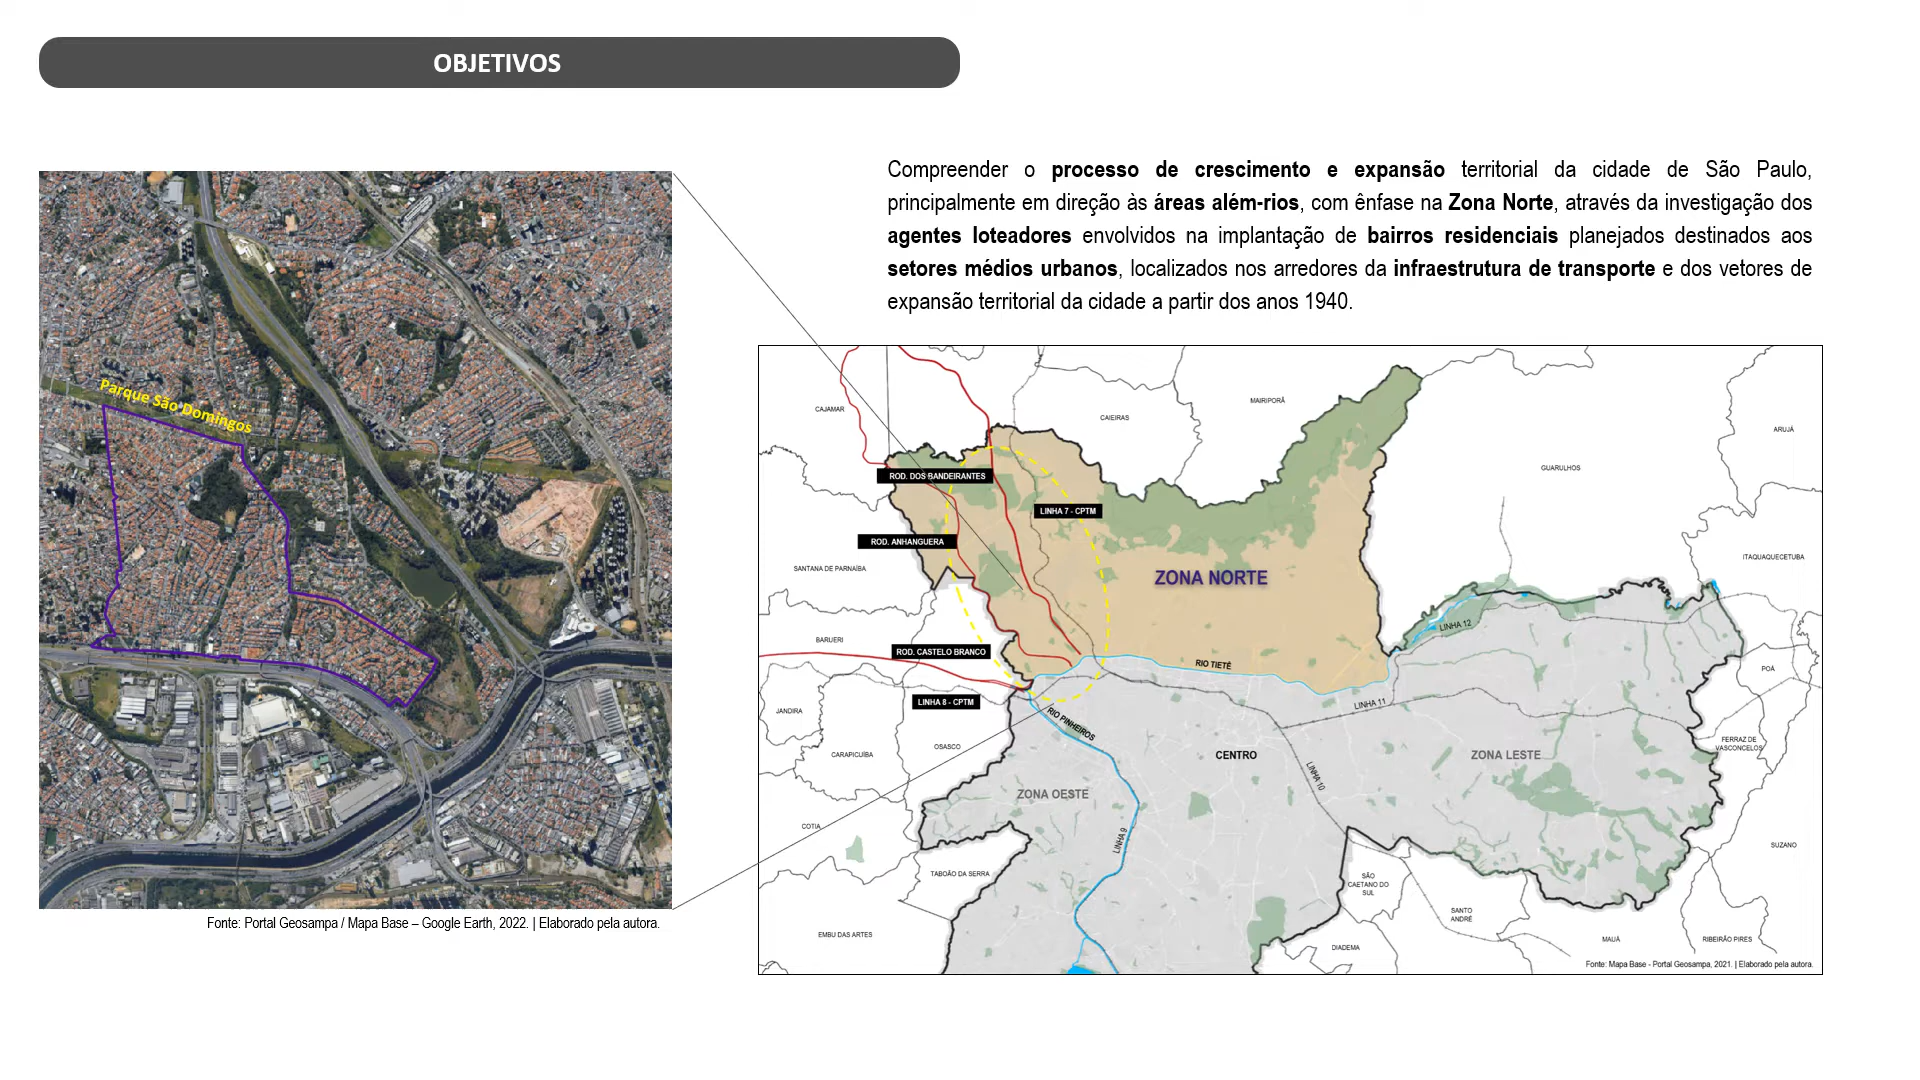 OBJETIVOS
Compreender o processo de crescimento e expansão territorial da cidade de São Paulo,
principalmente em direção às áreas além-rios, com ênfase na Zona Norte, através da investigação dos
agentes loteadores envolvidos na implantação de bairros residenciais planejados destinados aos
setores médios urbanos, localizados nos arredores da infraestrutura de transporte e dos vetores de
expansão territorial da cidade a partir dos anos 1940.
Parque São Domingos
Fonte: Portal Geosampa / Mapa Base – Google Earth, 2022. | Elaborado pela autora.
CAJAMAR
CAIEIRAS
MAIRIPORÃ
ARUJÁ
GUARULHOS
ROD. DOS BANDEIRANTES
LINHA 7 - CPTM
ROD. ANHANGUERA
ITAQUAQUECETUBA
SANTANA DE PARNAÍBA
ZONA NORTE
LINHA 12
BARUERI
ROD. CASTELO BRANCO
RIO TIETÊ
POÁ
LINHA 8 - CPTM
LINHA 11
JANDIRA
RIO PINHEIROS
OSASCO
CARAPICUÍBA
CENTRO
ZONA LESTE
FERRAZ DE
VASCONCELOS
LINHA 10
ZONA OESTE
COTIA
LINHA 9
SUZANO
TABOÃO DA SERRA
SÃO
CAETANO DO
SUL
SANTO
ANDRÉ
EMBU DAS ARTES
DIADEMA
MAUÁ
RIBEIRÃO PIRES
Fonte: Mapa Base - Portal Geosampa, 2021. | Elaborado pela autora.